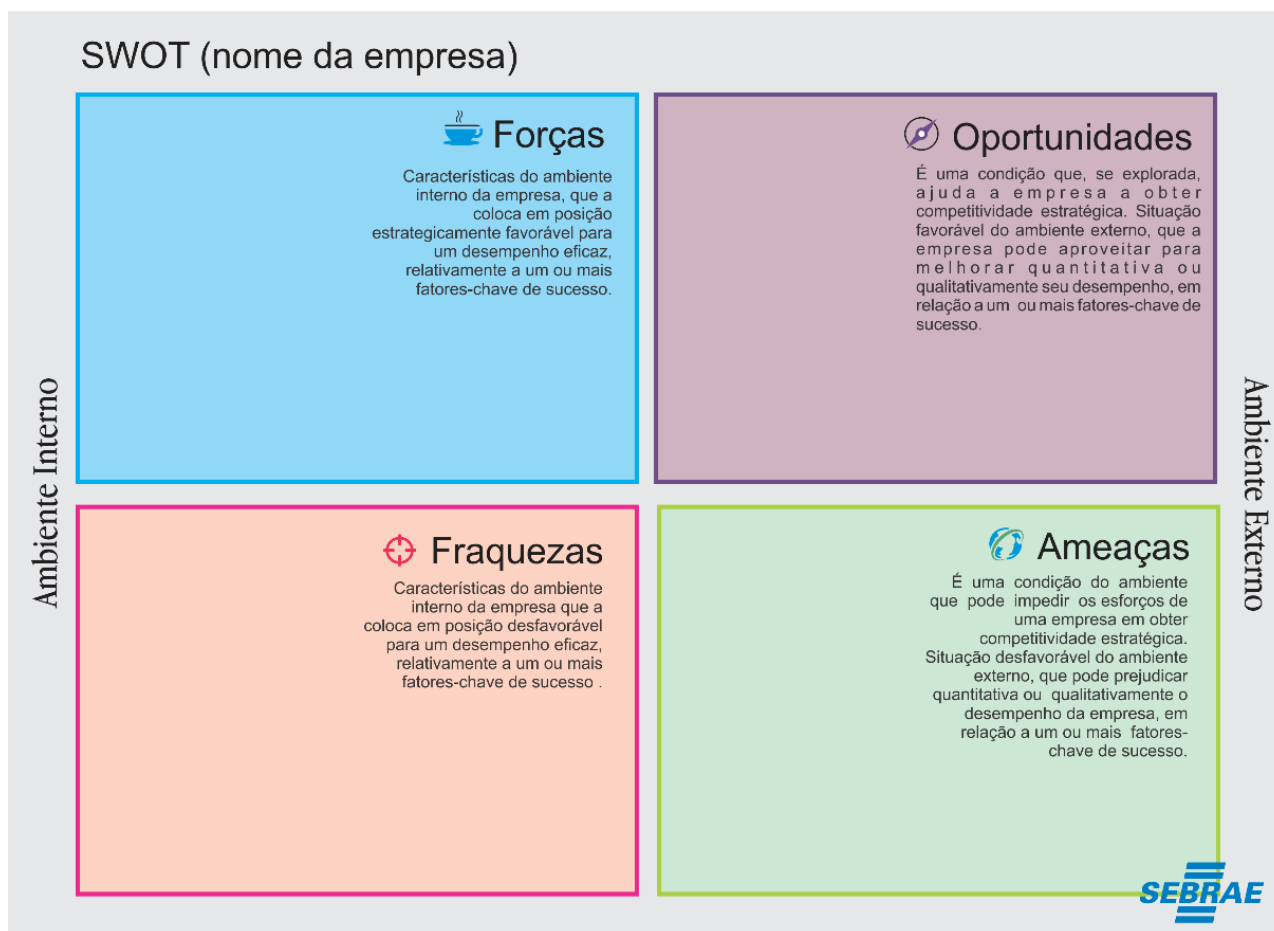 SWOT (nome da empresa)
Ambiente Interno
Forças
Características do ambiente
interno da empresa, que a
coloca em posição
estrategicamente favorável para
um desempenho eficaz,
relativamente a um ou mais
fatores-chave de sucesso.
Oportunidades
É uma condição que, se explorada,
ajuda a empresa a obter
competitividade estratégica. Situação
favorável do ambiente externo, que a
empresa pode aproveitar para
melhorar quantitativa ou
qualitativamente seu desempenho, em
relação a um ou mais fatores-chave de
sucesso.
Fraquezas
Características do ambiente
interno da empresa que a
coloca em posição desfavorável
para um desempenho eficaz,
relativamente a um ou mais
fatores-chave de sucesso .
Ameaças
É uma condição do ambiente
que pode impedir os esforços de
uma empresa em obter
competitividade estratégica.
Situação desfavorável do ambiente
externo, que pode prejudicar
quantitativa ou qualitativamente o
desempenho da empresa, em
relação a um ou mais fatores-
chave de sucesso.
Ambiente Externo
SEBRAE